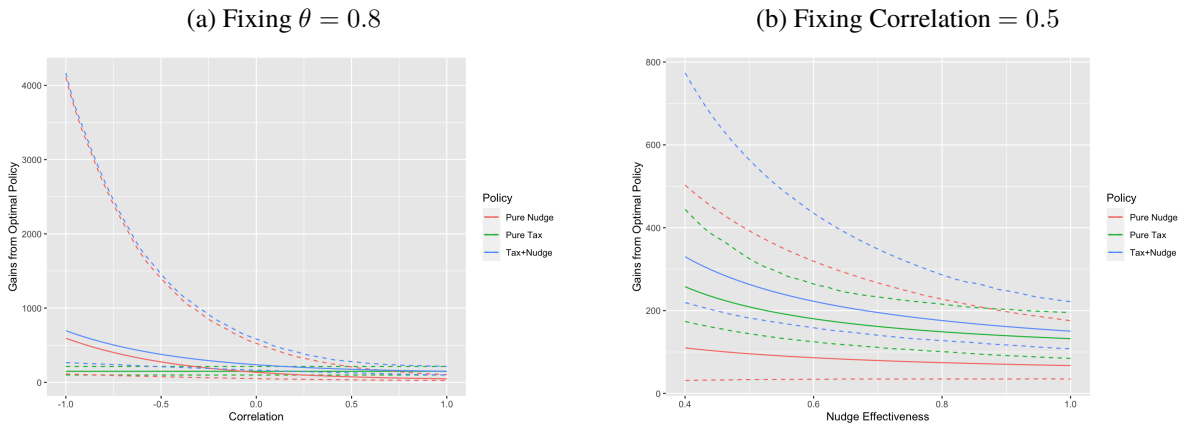 (a) Fixing θ = 0.8
Gains from Optimal Policy
4000
3000
2000
1000
0
-1.0
-0.5
0.0
0.5
1.0
Correlation
Policy
Pure Nudge
Pure Tax
Tax+Nudge
(b) Fixing Correlation = 0.5
Gains from Optimal Policy
800
600
400
200
0
0.4
0.6
0.8
1.0
Nudge Effectiveness
Policy
Pure Nudge
Pure Tax
Tax+Nudge